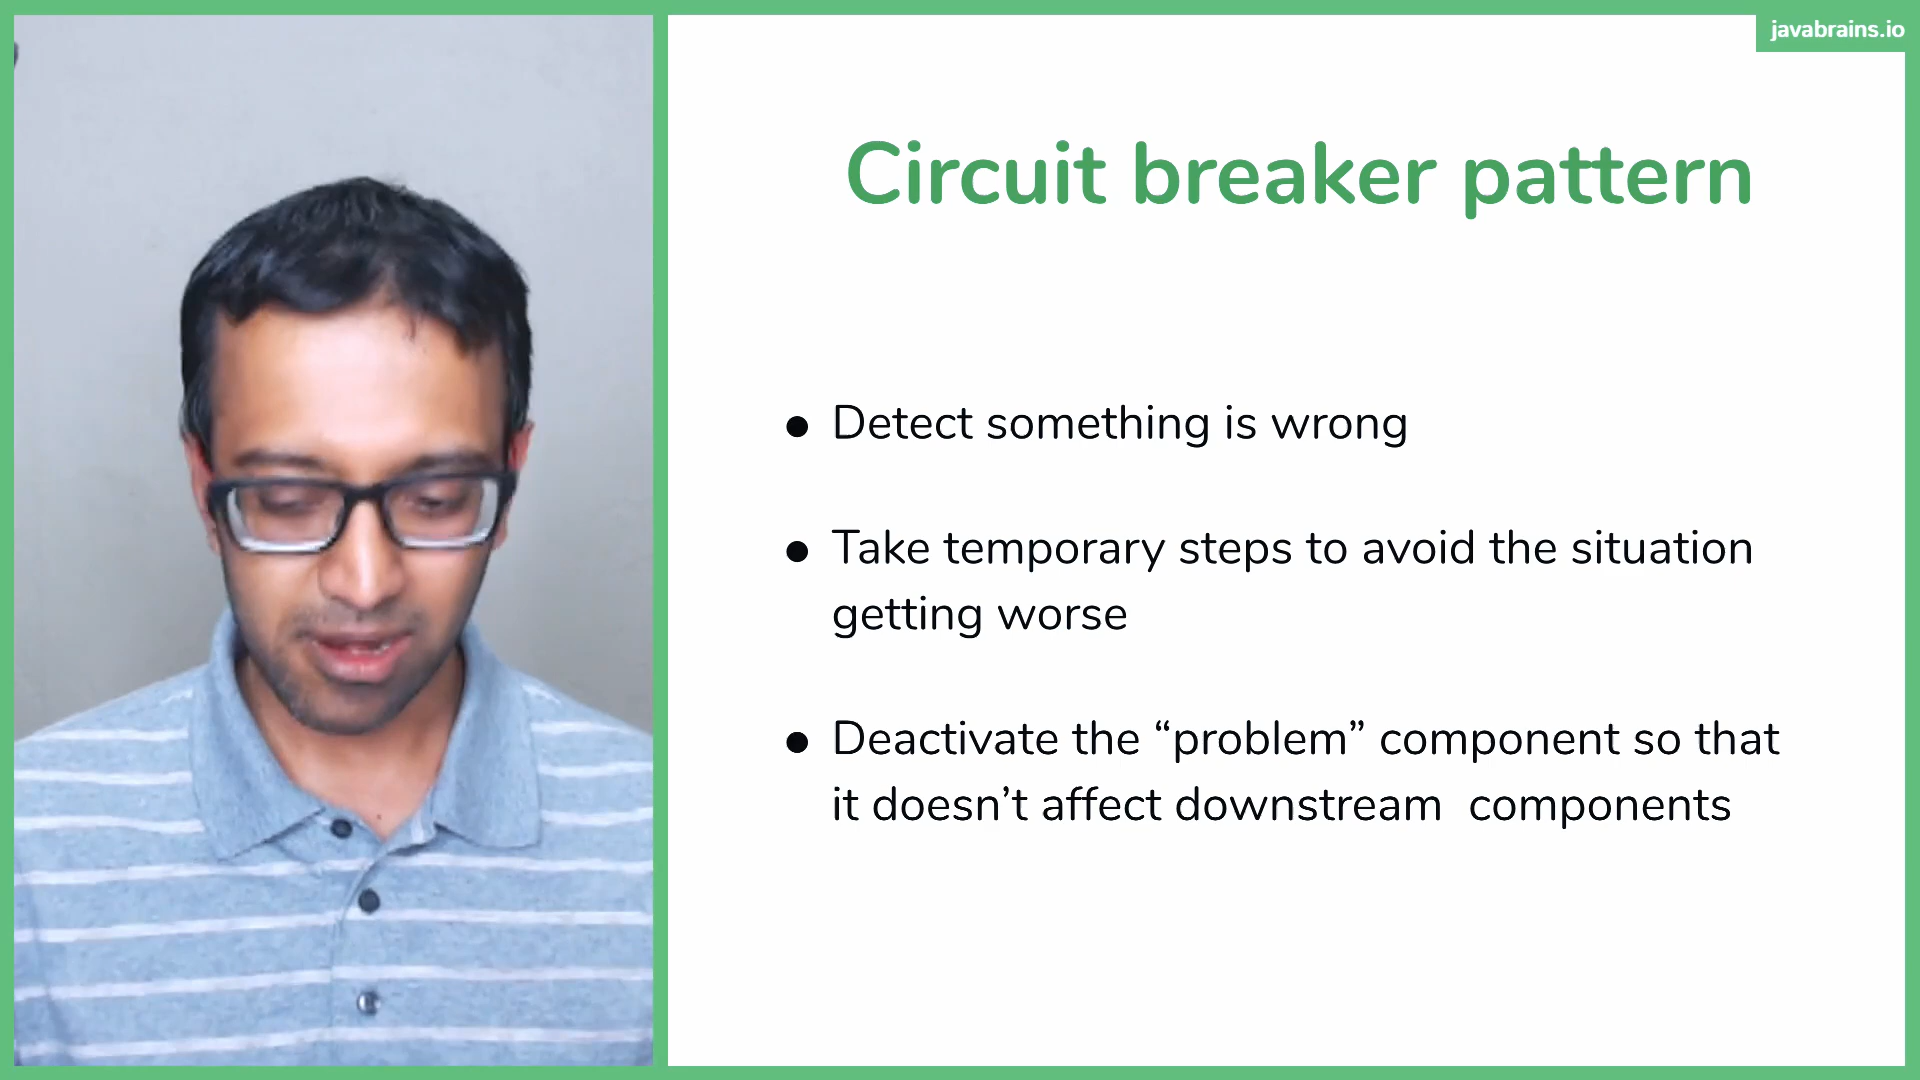 javabrains.io
Circuit breaker pattern
● Detect something is wrong
● Take temporary steps to avoid the situation
getting worse
● Deactivate the “problem” component so that
it doesn’t affect downstream  components